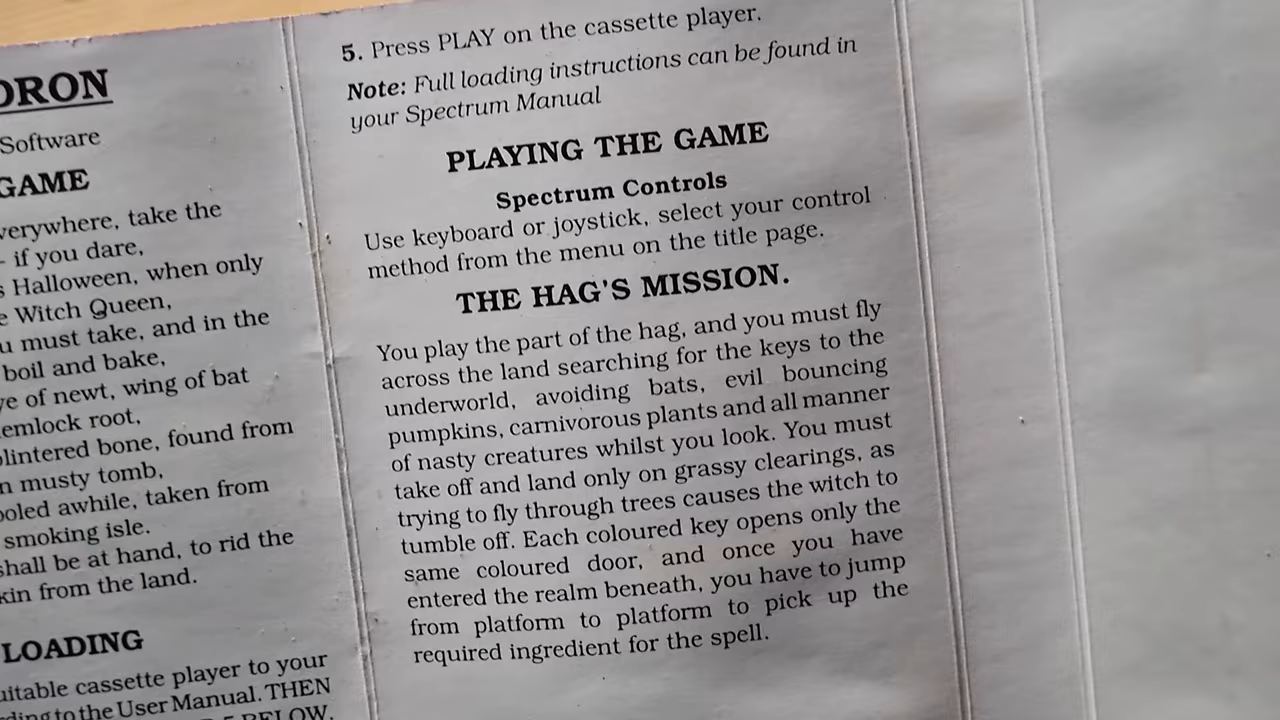 DRON
Software
GAME
verywhere, take the
- if you dare,
s Halloween, when only
e Witch Queen,
u must take, and in the
boil and bake,
ye of newt, wing of bat
emlock root,
plintered bone, found from
n musty tomb,
ooled awhile, taken from
smoking isle.
shall be at hand, to rid the
kin from the land.
LOADING
uitable cassette player to your
ding to the User Manual. THEN
BELOW.
5. Press PLAY on the cassette player.
Note: Full loading instructions can be found in
your Spectrum Manual
PLAYING THE GAME
Spectrum Controls
Use keyboard or joystick, select your control
method from the menu on the title page.
THE HAG'S MISSION.
You play the part of the hag, and you must fly
across the land searching for the keys to the
underworld, avoiding bats, evil bouncing
pumpkins, carnivorous plants and all manner
of nasty creatures whilst you look. You must
take off and land only on grassy clearings, as
trying to fly through trees causes the witch to
tumble off. Each coloured key opens only the
same coloured door, and once you have
entered the realm beneath, you have to jump
from platform to platform to pick up the
required ingredient for the spell.